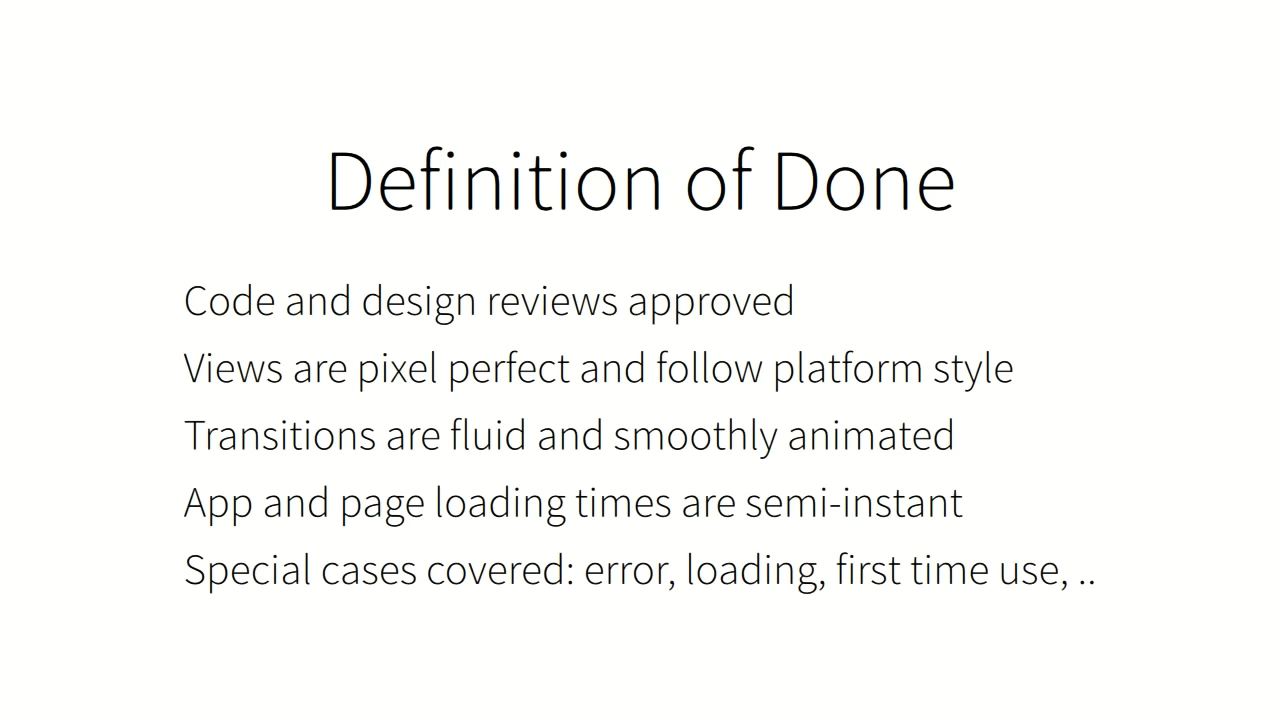 Definition of Done
Code and design reviews approved
Views are pixel perfect and follow platform style
Transitions are fluid and smoothly animated
App and page loading times are semi-instant
Special cases covered: error, loading, first time use, ..